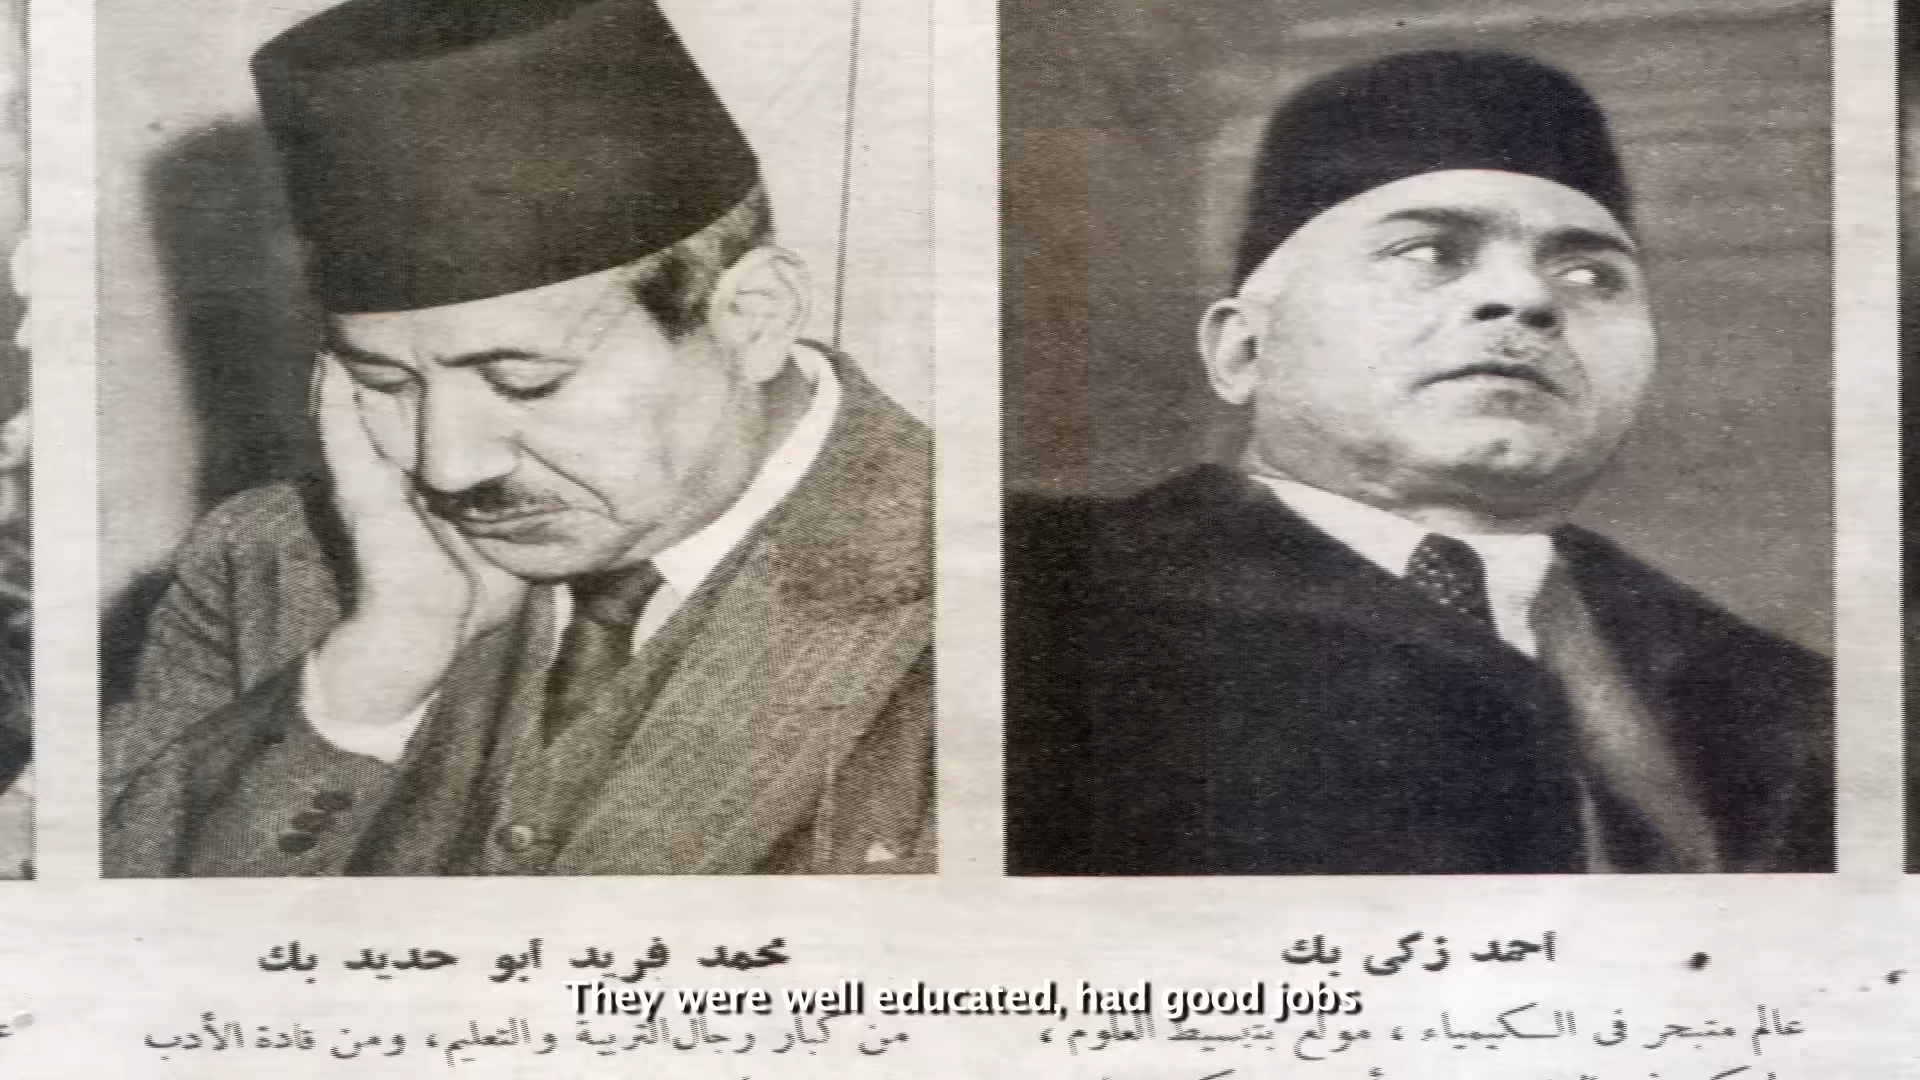 احمد زكى بك
عالم متبحر فى الكيمياء ، مولع بتبسيط العلوم ،
محمد فريد أبو حديد بك
من كبار رجال التربية والتعليم، ومن قادة الأدب
They were well educated, had good jobs